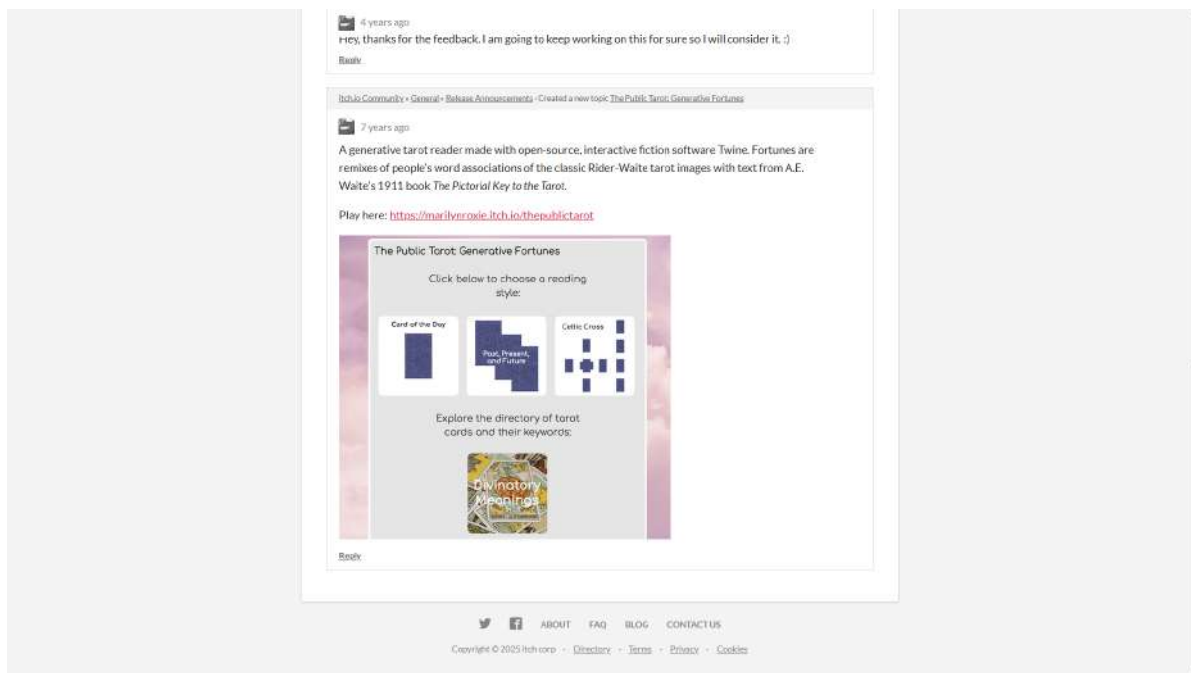 4 years ago
Hey, thanks for the feedback. I am going to keep working on this for sure so I will consider it. :)
Reply
itch.io Community » General » Release Announcements · Created a new topic The Public Tarot: Generative Fortunes
7 years ago
A generative tarot reader made with open-source, interactive fiction software Twine. Fortunes are
remixes of people's word associations of the classic Rider-Waite tarot images with text from A.E.
Waite's 1911 book The Pictorial Key to the Tarot.
Play here: https://marilynroxie.itch.io/thepublictarot
The Public Tarot: Generative Fortunes
Click below to choose a reading
style:
Card of the Day
Past, Present,
and Future
Celtic Cross
Explore the directory of tarot
cards and their keywords:
Divinatory
Meanings
Reply
ABOUT FAQ BLOG CONTACT US
Copyright © 2025 itch corp · Directory · Terms · Privacy · Cookies